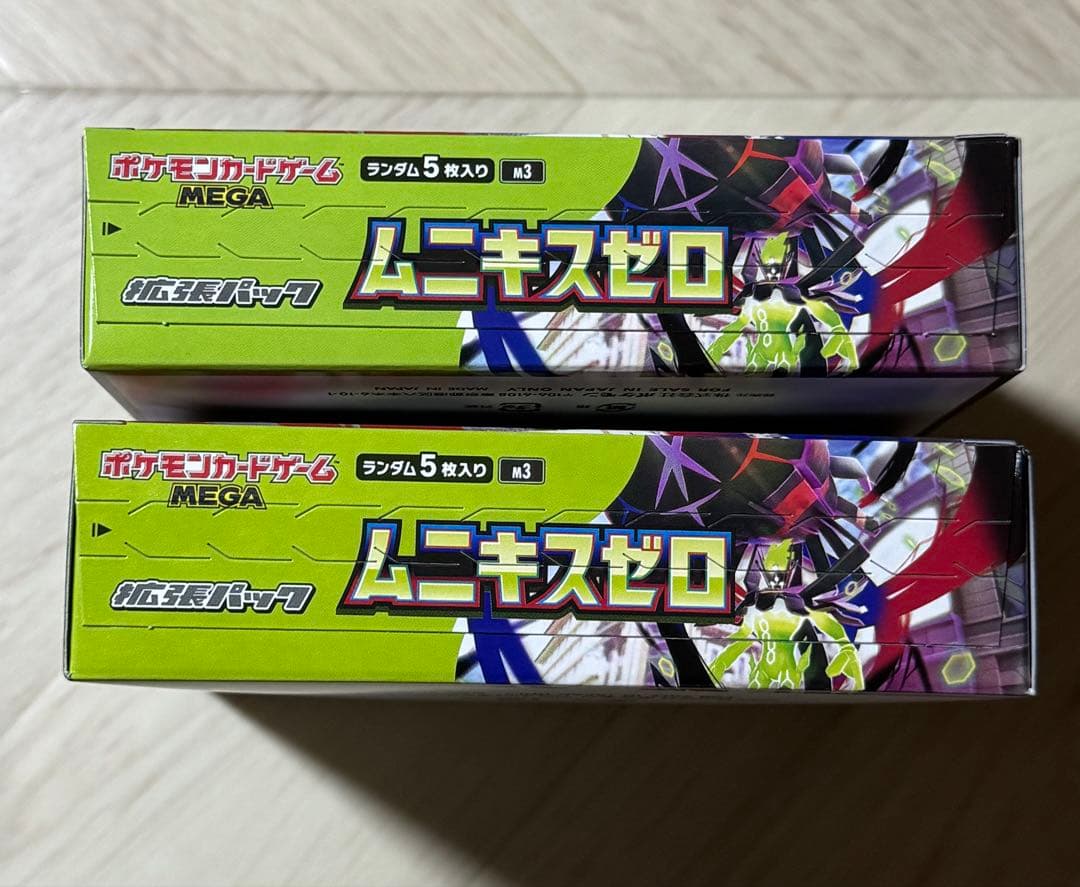 ポケモンカードゲーム
MEGA
ランダム5枚入り
M3
ムニキスゼロ
拡張パック
FOR SALE IN JAPAN ONLY MADE IN JAPAN
ポケモンカードゲーム
MEGA
ランダム5枚入り
M3
ムニキスゼロ
拡張パック